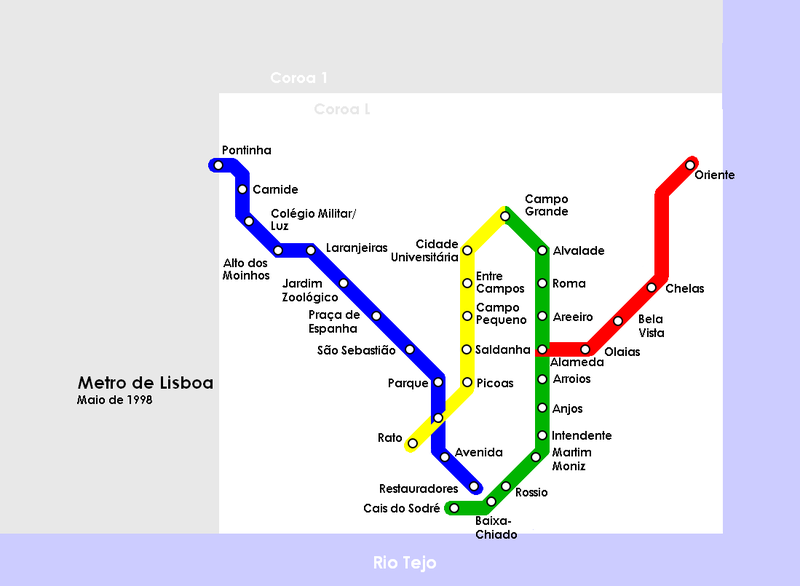 Coroa 1
Coroa L
Pontinha
Carnide
Colégio Militar/
Luz
Alto dos
Moinhos
Laranjeiras
Jardim
Zoológico
Praça de
Espanha
São Sebastião
Parque
Rato
Avenida
Restauradores
Cais do Sodré
Baixa-
Chiado
Rossio
Martim
Moniz
Intendente
Anjos
Arroios
Alameda
Areeiro
Roma
Alvalade
Campo
Grande
Cidade
Universitária
Entre
Campos
Campo
Pequeno
Saldanha
Picoas
Olaias
Bela
Vista
Chelas
Oriente
Metro de Lisboa
Maio de 1998
Rio Tejo